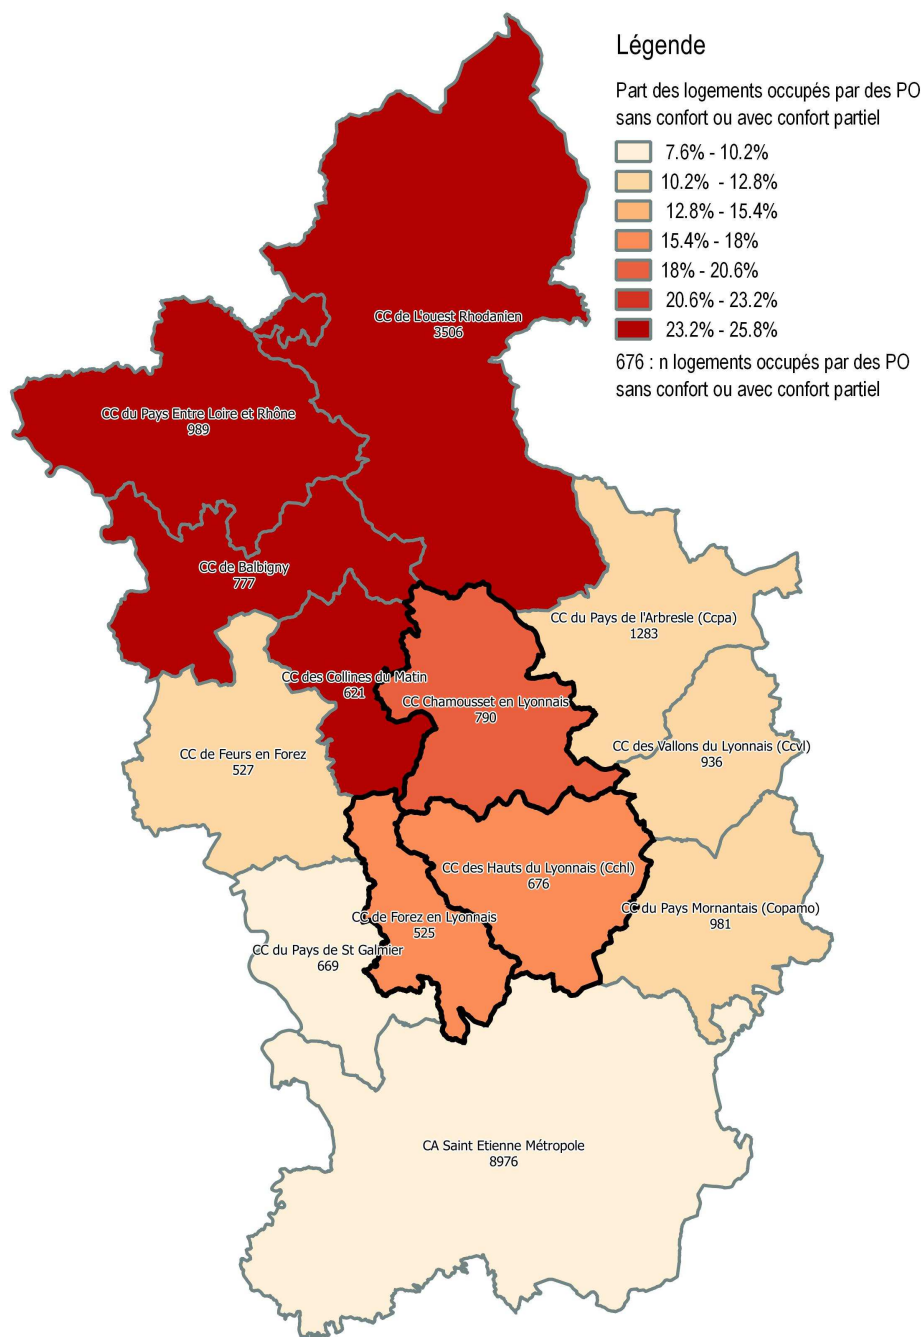 Légende
Part des logements occupés par des PO
sans confort ou avec confort partiel
7.6% - 10.2%
10.2% - 12.8%
12.8% - 15.4%
15.4% - 18%
18% - 20.6%
20.6% - 23.2%
23.2% - 25.8%
676 : n logements occupés par des PO
sans confort ou avec confort partiel
CC de L'ouest Rhodanien
3506
CC du Pays Entre Loire et Rhône
989
CC de Balbigny
777
CC du Pays de l'Arbresle (Ccpa)
1283
CC des Collines du Matin
621
CC Chamousset en Lyonnais
790
CC de Feurs en Forez
527
CC des Vallons du Lyonnais (Ccvl)
936
CC des Hauts du Lyonnais (Cchl)
676
CC de Forez en Lyonnais
525
CC du Pays Mornantais (Copamo)
981
CC du Pays de St Galmier
669
CA Saint Etienne Métropole
8976